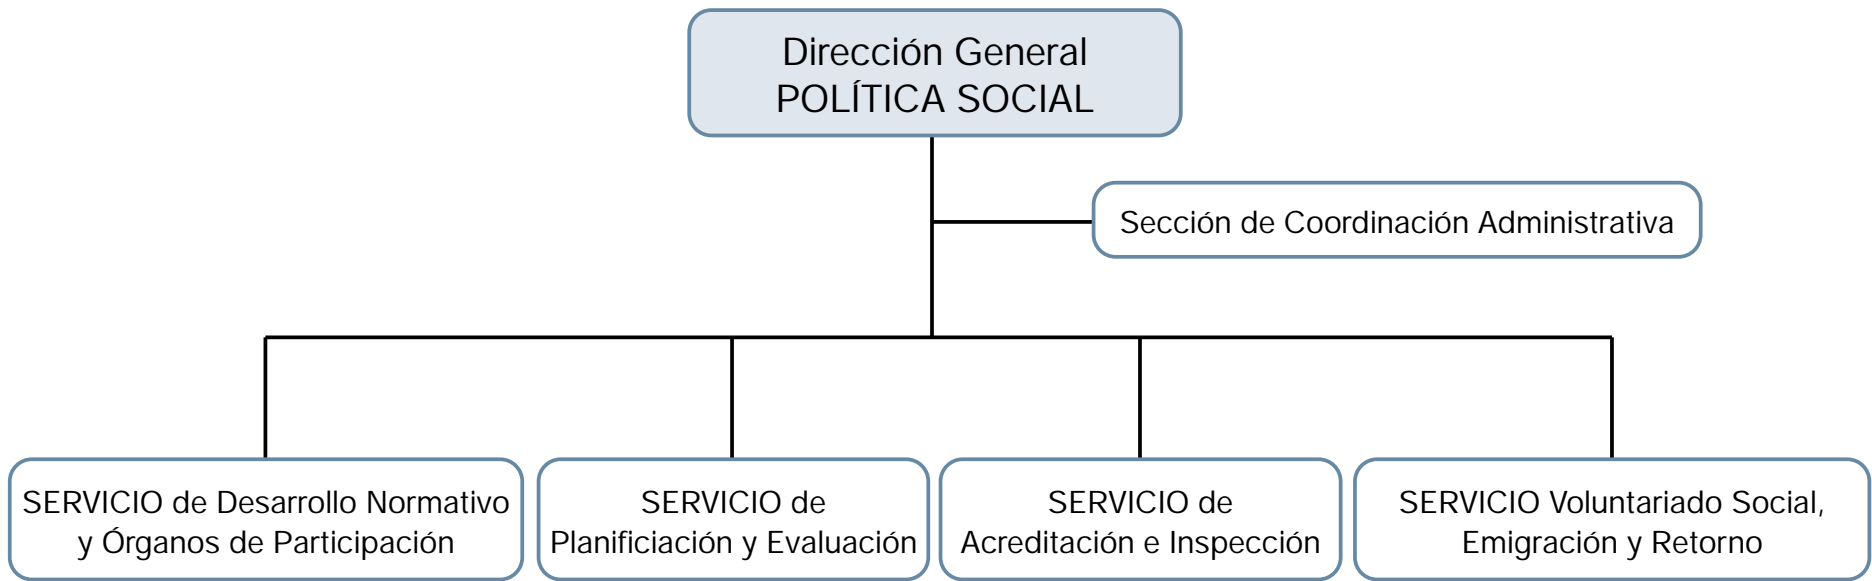 Dirección General
POLÍTICA SOCIAL
Sección de Coordinación Administrativa
SERVICIO de Desarrollo Normativo
y Órganos de Participación
SERVICIO de
Planificiación y Evaluación
SERVICIO de
Acreditación e Inspección
SERVICIO Voluntariado Social,
Emigración y Retorno